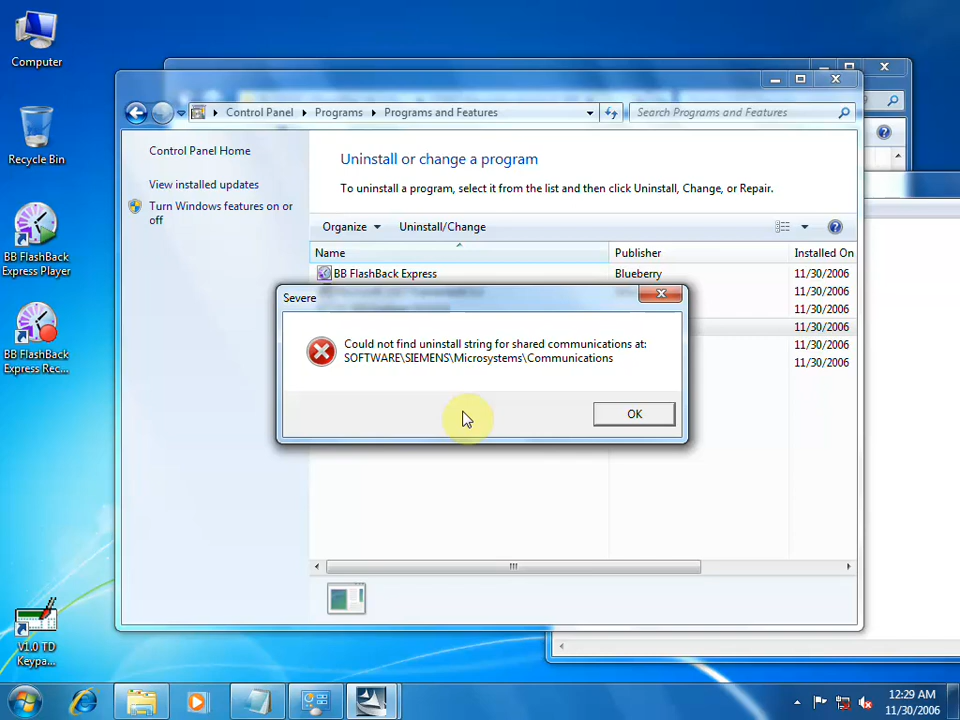 Computer
Recycle Bin
BB FlashBack
Express Player
BB FlashBack
Express Rec...
V1.0 TD
Keypa...
Control Panel
Programs
Programs and Features
Search Programs and Features
Control Panel Home
View installed updates
Turn Windows features on or
off
Uninstall or change a program
To uninstall a program, select it from the list and then click Uninstall, Change, or Repair.
Organize
Uninstall/Change
Name
Publisher
Installed On
BB FlashBack Express
Blueberry
11/30/2006
11/30/2006
11/30/2006
11/30/2006
11/30/2006
11/30/2006
Severe
Could not find uninstall string for shared communications at:
SOFTWARE\SIEMENS\Microsystems\Communications
OK
12:29 AM
11/30/2006